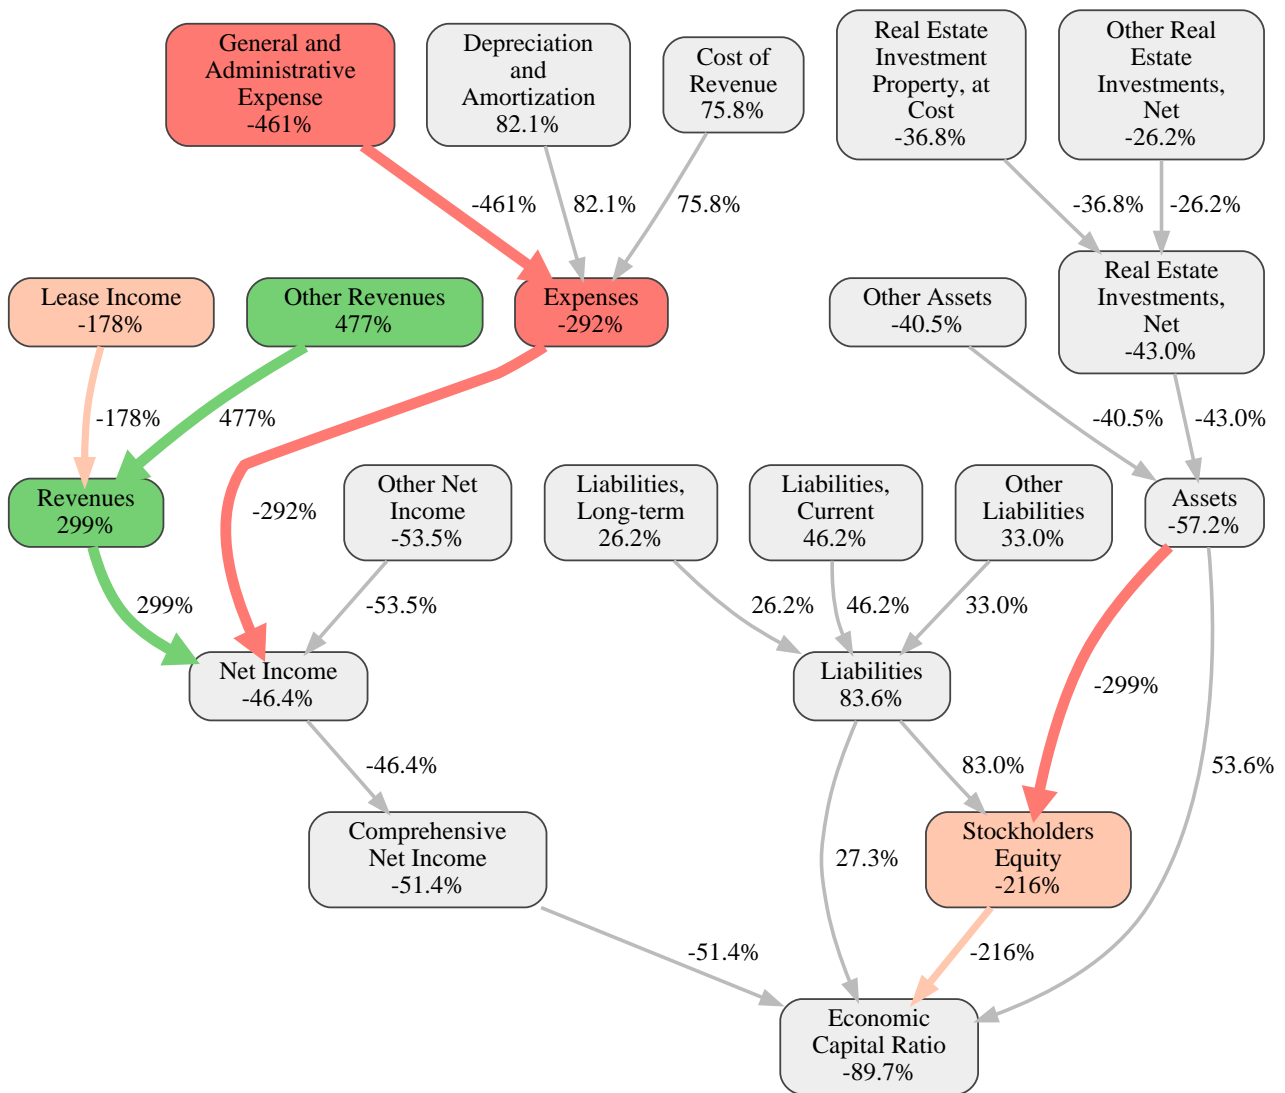 General and
Administrative
Expense
-461%
Depreciation
and
Amortization
82.1%
Cost of
Revenue
75.8%
Real Estate
Investment
Property, at
Cost
-36.8%
Other Real
Estate
Investments,
Net
-26.2%
-461%
82.1%
75.8%
-36.8%
-26.2%
Lease Income
-178%
Other Revenues
477%
Expenses
-292%
Other Assets
-40.5%
Real Estate
Investments,
Net
-43.0%
-178%
477%
-40.5%
-43.0%
Revenues
299%
-292%
Other Net
Income
-53.5%
Liabilities,
Long-term
26.2%
Liabilities,
Current
46.2%
Other
Liabilities
33.0%
Assets
-57.2%
299%
-53.5%
26.2%
46.2%
33.0%
Net Income
-46.4%
Liabilities
83.6%
-299%
-46.4%
83.0%
53.6%
Comprehensive
Net Income
-51.4%
27.3%
Stockholders
Equity
-216%
-51.4%
-216%
Economic
Capital Ratio
-89.7%